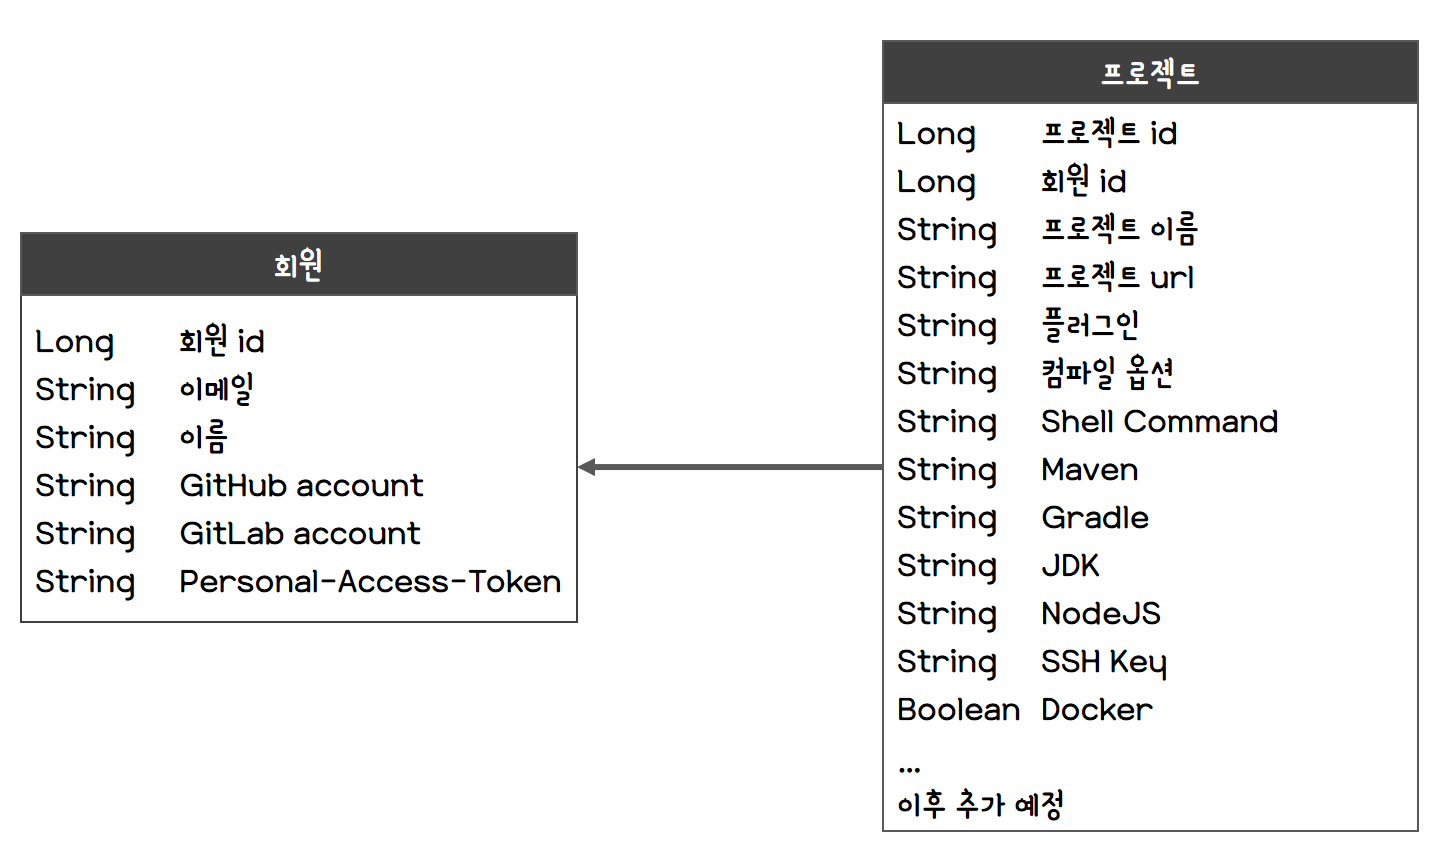 회원
Long 회원 id
String 이메일
String 이름
String GitHub account
String GitLab account
String Personal-Access-Token
프로젝트
Long 프로젝트 id
Long 회원 id
String 프로젝트 이름
String 프로젝트 url
String 플러그인
String 컴파일 옵션
String Shell Command
String Maven
String Gradle
String JDK
String NodeJS
String SSH Key
Boolean Docker
...
이후 추가 예정